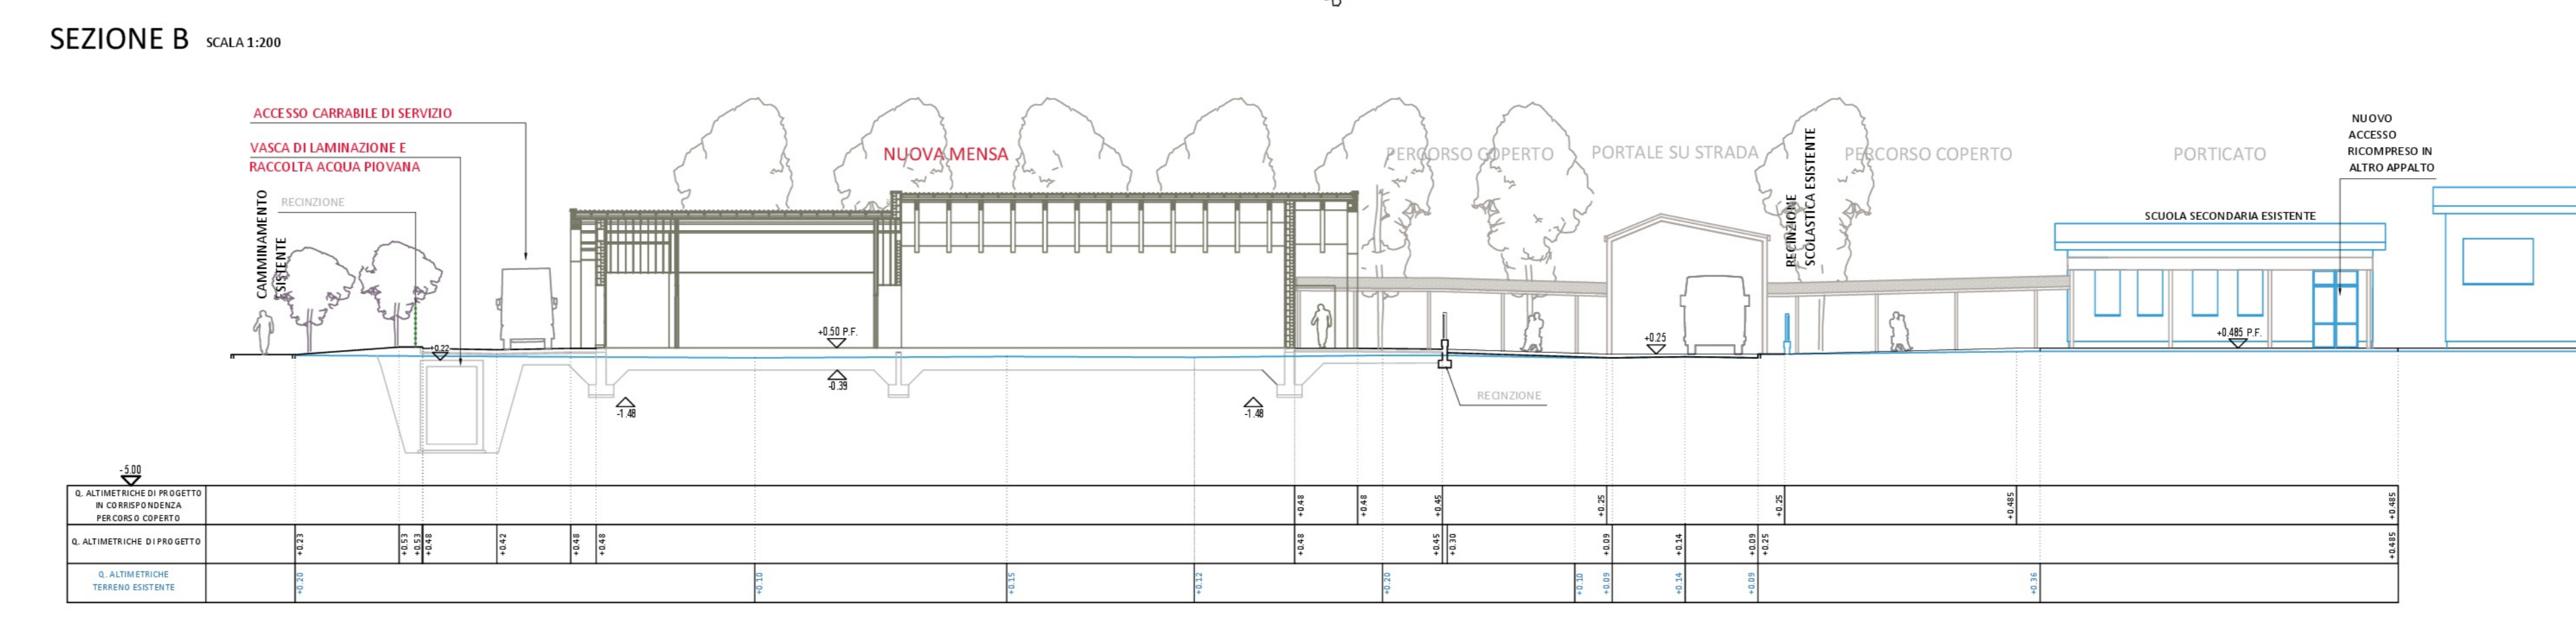 SEZIONE B SCALA 1:200
ACCESSO CARRABILE DI SERVIZIO
VASCA DI LAMINAZIONE E
RACCOLTA ACQUA PIOVANA
RECINZIONE
CAMMINAMENTO
ESISTENTE
NUOVA MENSA
PERCORSO COPERTO
PORTALE SU STRADA
RECINZIONE
SCOLASTICA ESISTENTE
PERCORSO COPERTO
PORTICATO
NUOVO
ACCESSO
RICOMPRESO IN
ALTRO APPALTO
SCUOLA SECONDARIA ESISTENTE
+0.22
+0.50 P.F.
+0.25
+0.485 P.F.
-0.39
-1.48
-1.48
RECINZIONE
- 5.00
Q. ALTIMETRICHE DI PROGETTO
IN CORRISPONDENZA
PERCORSO COPERTO
+0.48 +0.48 +0.45 +0.25 +0.25 +0.485 +0.485
Q. ALTIMETRICHE DI PROGETTO
+0.23 +0.53 +0.53 +0.48 +0.42 +0.48 +0.48 +0.48 +0.45 +0.30 +0.09 +0.14 +0.09 +0.25 +0.485
Q. ALTIMETRICHE
TERRENO ESISTENTE
+0.20 +0.10 +0.15 +0.12 +0.20 +0.10 +0.09 +0.14 +0.09 +0.36